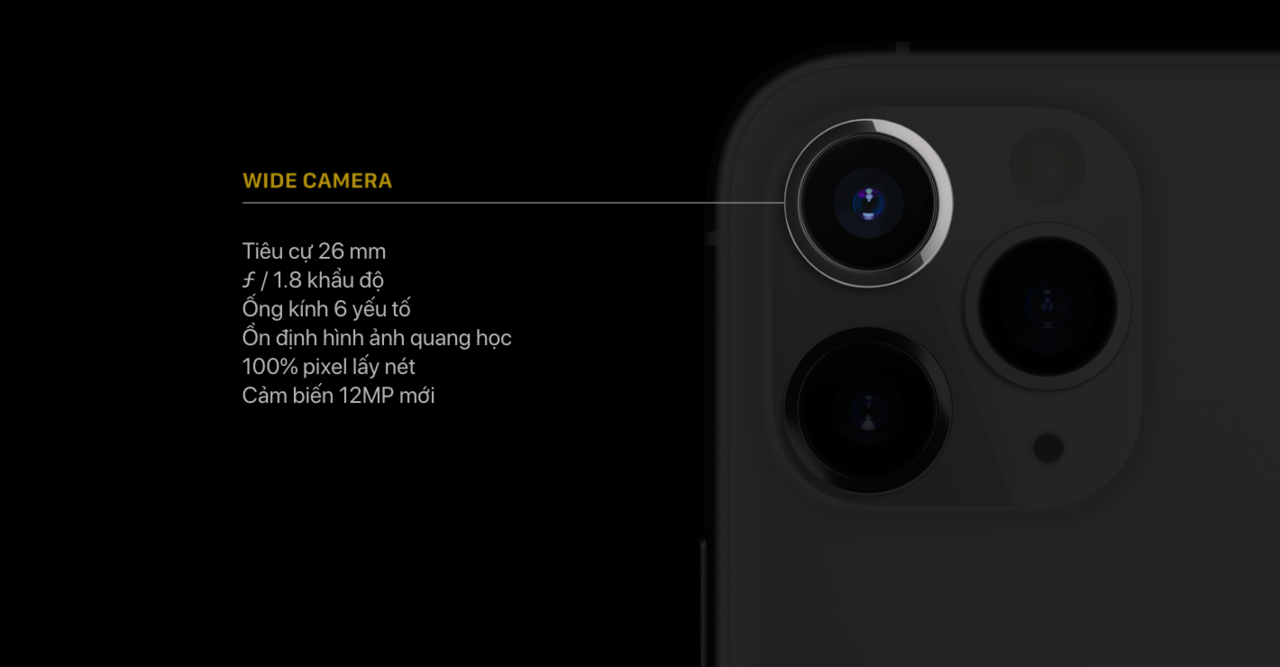 WIDE CAMERA
Tiêu cự 26 mm
ƒ / 1.8 khẩu độ
Ống kính 6 yếu tố
Ổn định hình ảnh quang học
100% pixel lấy nét
Cảm biến 12MP mới